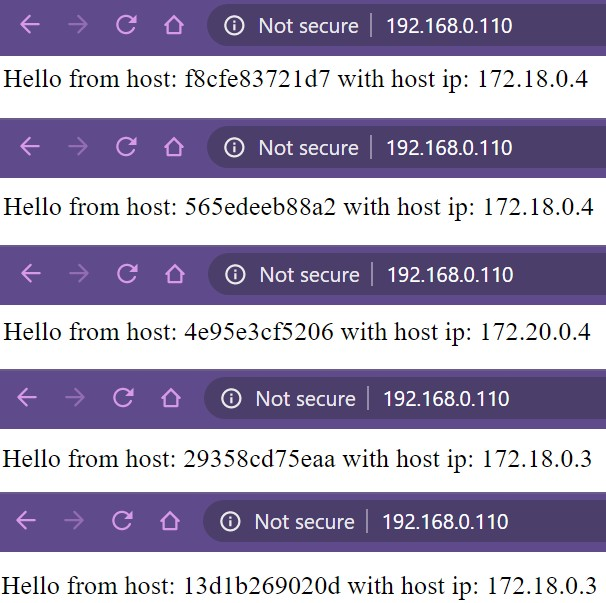 Not secure | 192.168.0.110
Hello from host: f8cfe83721d7 with host ip: 172.18.0.4
Not secure | 192.168.0.110
Hello from host: 565edeeb88a2 with host ip: 172.18.0.4
Not secure | 192.168.0.110
Hello from host: 4e95e3cf5206 with host ip: 172.20.0.4
Not secure | 192.168.0.110
Hello from host: 29358cd75eaa with host ip: 172.18.0.3
Not secure | 192.168.0.110
Hello from host: 13d1b269020d with host ip: 172.18.0.3